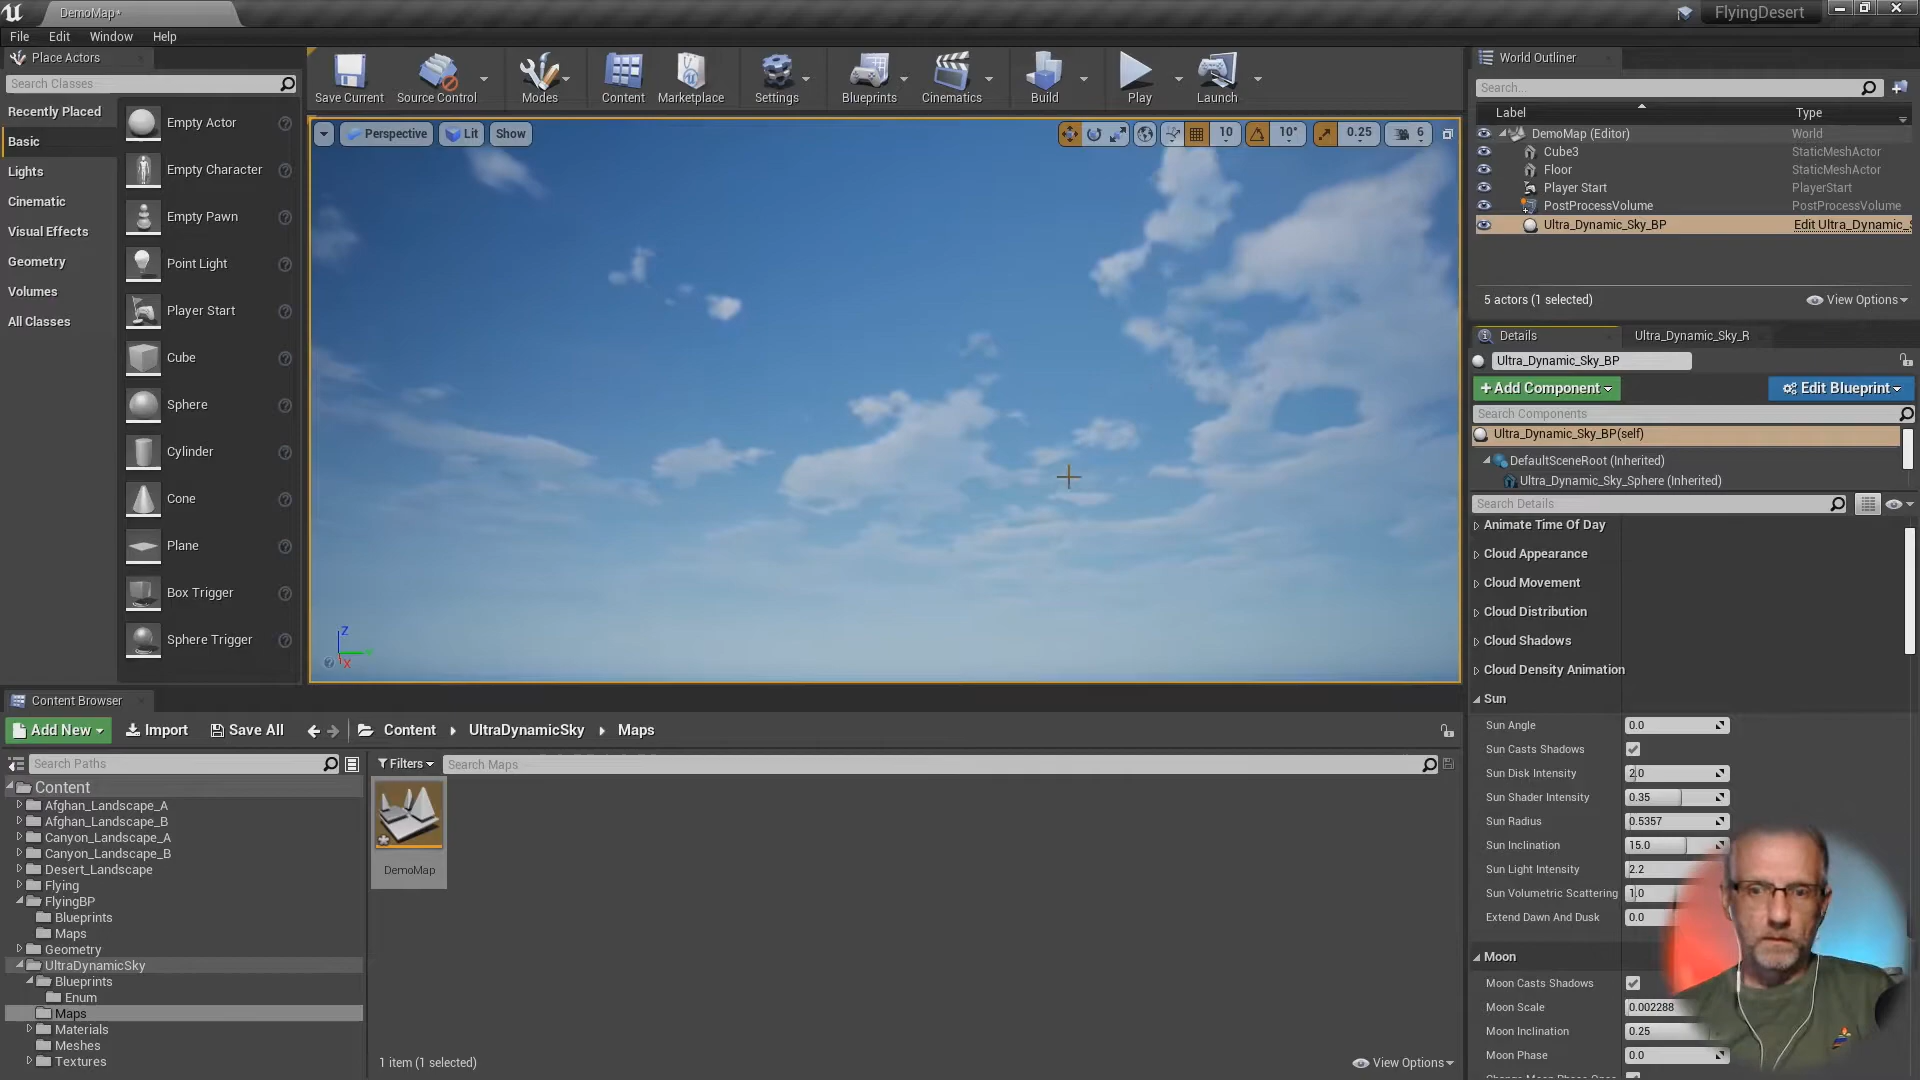 DemoMap*
FlyingDesert
File Edit Window Help
Place Actors
Search Classes
Recently Placed
Basic
Lights
Cinematic
Visual Effects
Geometry
Volumes
All Classes
Empty Actor
Empty Character
Empty Pawn
Point Light
Player Start
Cube
Sphere
Cylinder
Cone
Plane
Box Trigger
Sphere Trigger
Save Current Source Control Modes Content Marketplace Settings Blueprints Cinematics Build Play Launch
Perspective Lit Show
10 10° 0.25 6
Z
X
World Outliner
Search...
Label Type
DemoMap (Editor) World
Cube3 StaticMeshActor
Floor StaticMeshActor
Player Start PlayerStart
PostProcessVolume PostProcessVolume
Ultra_Dynamic_Sky_BP Edit Ultra_Dynamic_S
5 actors (1 selected) View Options
Details Ultra_Dynamic_Sky_R
Ultra_Dynamic_Sky_BP
+Add Component Edit Blueprint
Search Components
Ultra_Dynamic_Sky_BP(self)
DefaultSceneRoot (Inherited)
Ultra_Dynamic_Sky_Sphere (Inherited)
Search Details
Animate Time Of Day
Cloud Appearance
Cloud Movement
Cloud Distribution
Cloud Shadows
Cloud Density Animation
Sun
Sun Angle 0.0
Sun Casts Shadows
Sun Disk Intensity 2.0
Sun Shader Intensity 0.35
Sun Radius 0.5357
Sun Inclination 15.0
Sun Light Intensity 2.2
Sun Volumetric Scattering 1.0
Extend Dawn And Dusk 0.0
Moon
Moon Casts Shadows
Moon Scale 0.002288
Moon Inclination 0.25
Moon Phase 0.0
Content Browser
Add New Import Save All Content UltraDynamicSky Maps
Search Paths
Filters Search Maps
Content
Afghan_Landscape_A
Afghan_Landscape_B
Canyon_Landscape_A
Canyon_Landscape_B
Desert_Landscape
Flying
FlyingBP
Blueprints
Maps
Geometry
UltraDynamicSky
Blueprints
Enum
Maps
Materials
Meshes
Textures
DemoMap
1 item (1 selected) View Options